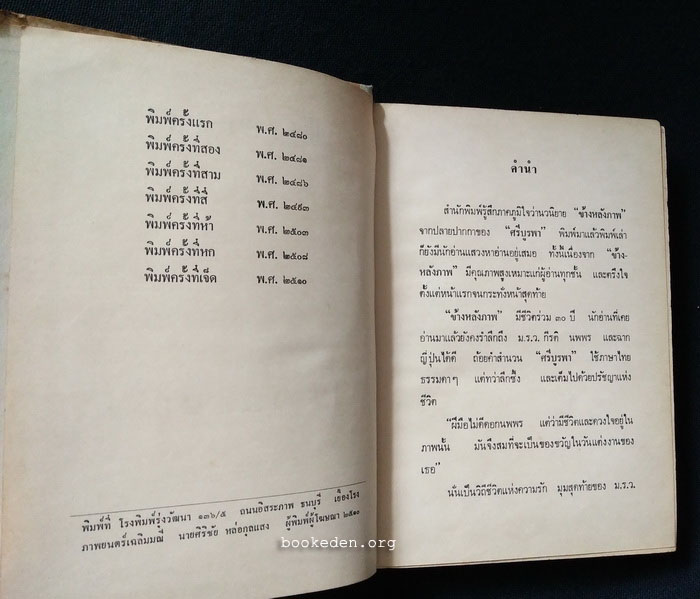 พิมพ์ครั้งแรก พ.ศ. ๒๔๘๐
พิมพ์ครั้งที่สอง พ.ศ. ๒๔๘๑
พิมพ์ครั้งที่สาม พ.ศ. ๒๔๘๖
พิมพ์ครั้งที่สี่ พ.ศ. ๒๔๙๓
พิมพ์ครั้งที่ห้า พ.ศ. ๒๕๐๓
พิมพ์ครั้งที่หก พ.ศ. ๒๕๐๘
พิมพ์ครั้งที่เจ็ด พ.ศ. ๒๕๑๐
พิมพ์ที่ โรงพิมพ์รุ่งวัฒนา ๑๓๖/๕ ถนนอิสระภาพ ธนบุรี เยื้องโรง
ภาพยนตร์เฉลิมมณี นายศิริชัย หล่อกุลแสง ผู้พิมพ์ผู้โฆษณา ๒๕๑๐
คำนำ
สำนักพิมพ์รู้สึกภาคภูมิใจว่านวนิยาย “ข้างหลังภาพ”
จากปลายปากกาของ “ศรีบูรพา” พิมพ์มาแล้วพิมพ์เล่า
ก็ยังมีนักอ่านแสวงหาอ่านอยู่เสมอ ทั้งนี้เนื่องจาก “ข้าง-
หลังภาพ” มีคุณภาพสูงเหมาะแก่ผู้อ่านทุกชั้น และตรึงใจ
ตั้งแต่หน้าแรกจนกระทั่งหน้าสุดท้าย
“ข้างหลังภาพ” มีชีวิตร่วม ๓๐ ปี นักอ่านที่เคย
อ่านมาแล้วยังคงรำลึกถึง ม.ร.ว. กีรติ นพพร และฉาก
ญี่ปุ่นได้ดี ถ้อยคำสำนวน “ศรีบูรพา” ใช้ภาษาไทย
ธรรมดาๆ แต่ทว่าลึกซึ้ง และเต็มไปด้วยปรัชญาแห่ง
ชีวิต
“ฝีมือไม่ดีดอกนพพร แต่ว่ามีชีวิตและดวงใจอยู่ใน
ภาพนั้น มันจึงสมที่จะเป็นของขวัญในวันแต่งงานของ
เธอ”
นั่นเป็นวิถีชีวิตแห่งความรัก มุมสุดท้ายของ ม.ร.ว.
bookeden.org